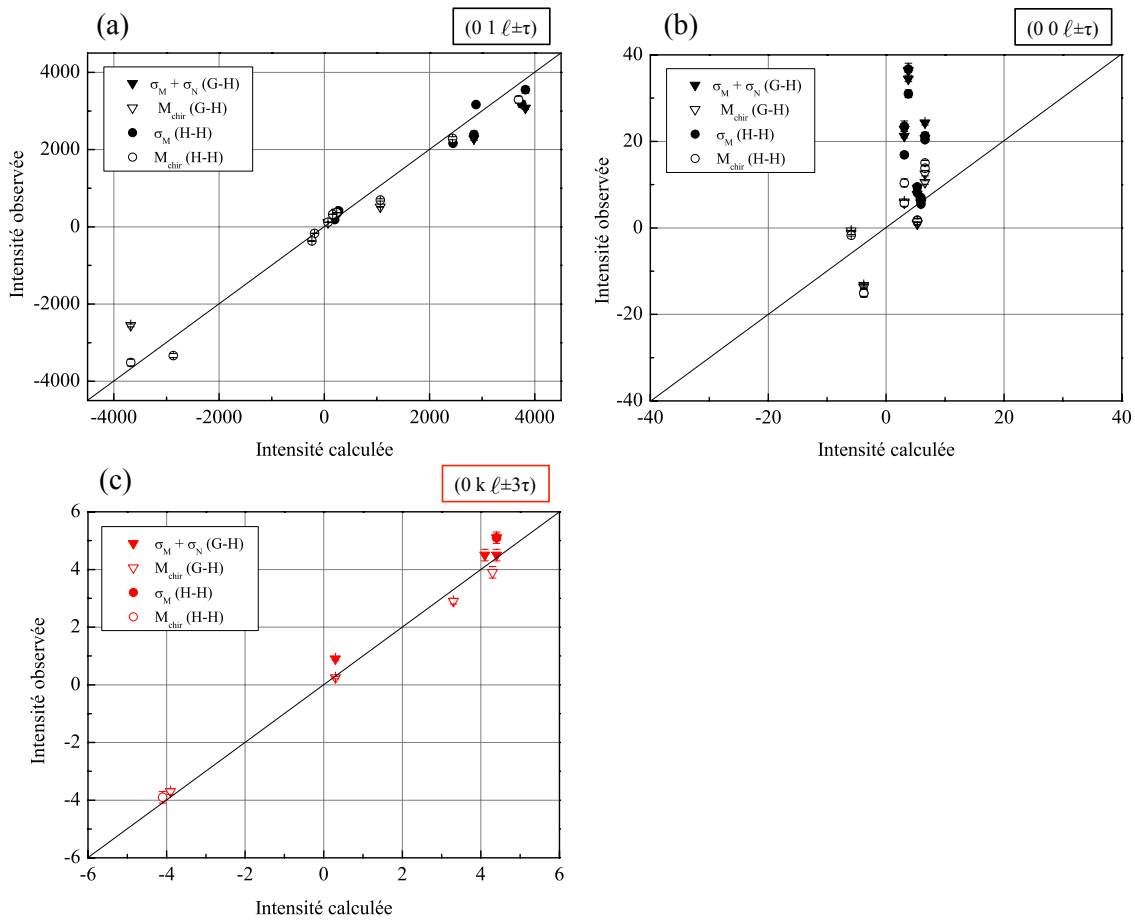 (a)
(0 1 ℓ±τ)
4000
2000
0
-2000
-4000
Intensité observée
σM + σN (G-H)
Mchir (G-H)
σM (H-H)
Mchir (H-H)
-4000 -2000 0 2000 4000
Intensité calculée
(b)
(0 0 ℓ±τ)
40
20
0
-20
-40
Intensité observée
σM + σN (G-H)
Mchir (G-H)
σM (H-H)
Mchir (H-H)
-40 -20 0 20 40
Intensité calculée
(c)
(0 k ℓ±3τ)
6
4
2
0
-2
-4
-6
Intensité observée
σM + σN (G-H)
Mchir (G-H)
σM (H-H)
Mchir (H-H)
-6 -4 -2 0 2 4 6
Intensité calculée